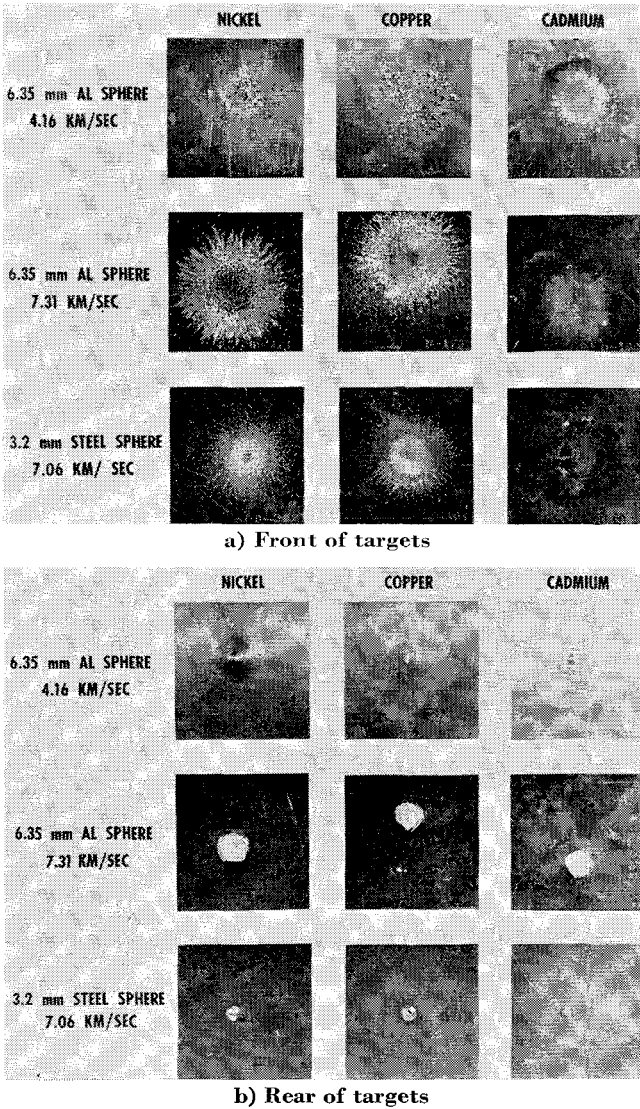 NICKEL COPPER CADMIUM
6.35 mm AL SPHERE
4.16 KM/SEC
6.35 mm AL SPHERE
7.31 KM/SEC
3.2 mm STEEL SPHERE
7.06 KM/ SEC
a) Front of targets
NICKEL COPPER CADMIUM
6.35 mm AL SPHERE
4.16 KM/SEC
6.35 mm AL SPHERE
7.31 KM/SEC
3.2 mm STEEL SPHERE
7.06 KM/SEC
b) Rear of targets